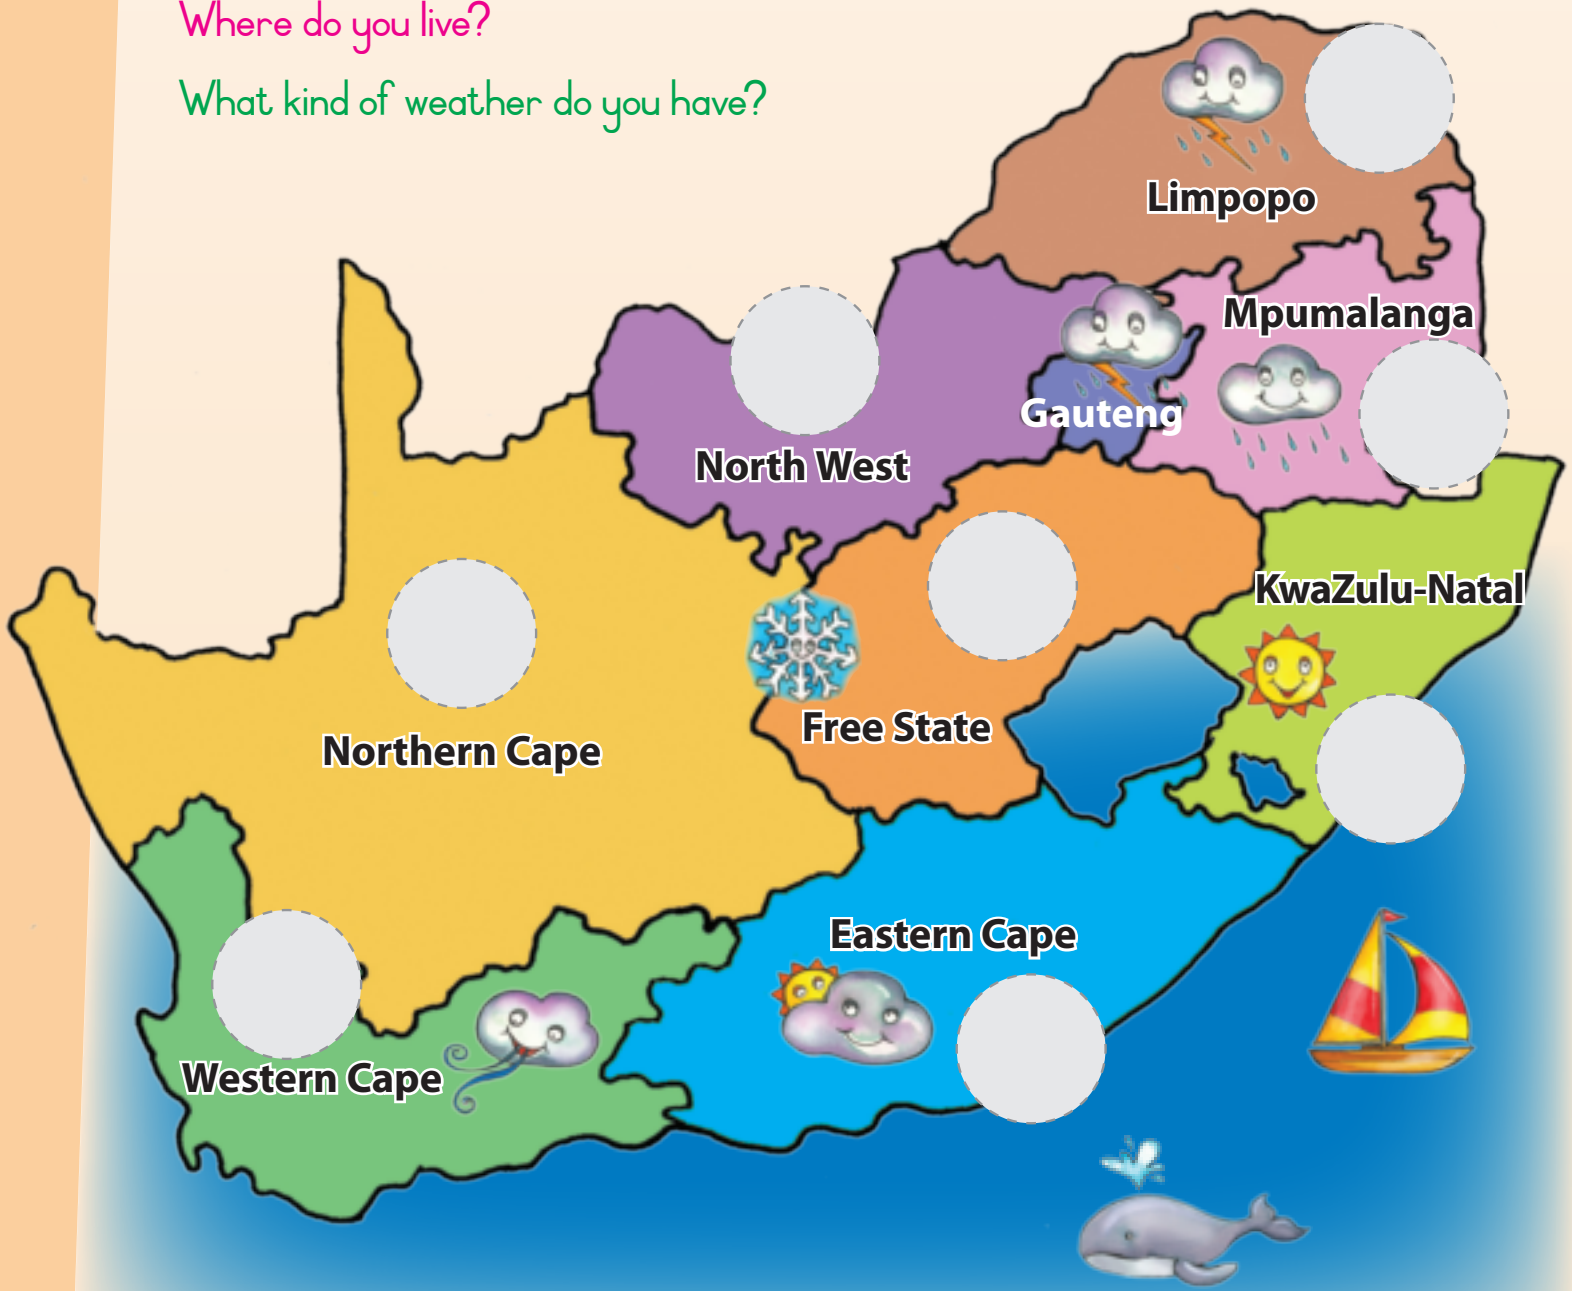 Where do you live?
What kind of weather do you have?
Limpopo
Mpumalanga
Gauteng
North West
KwaZulu-Natal
Free State
Northern Cape
Eastern Cape
Western Cape